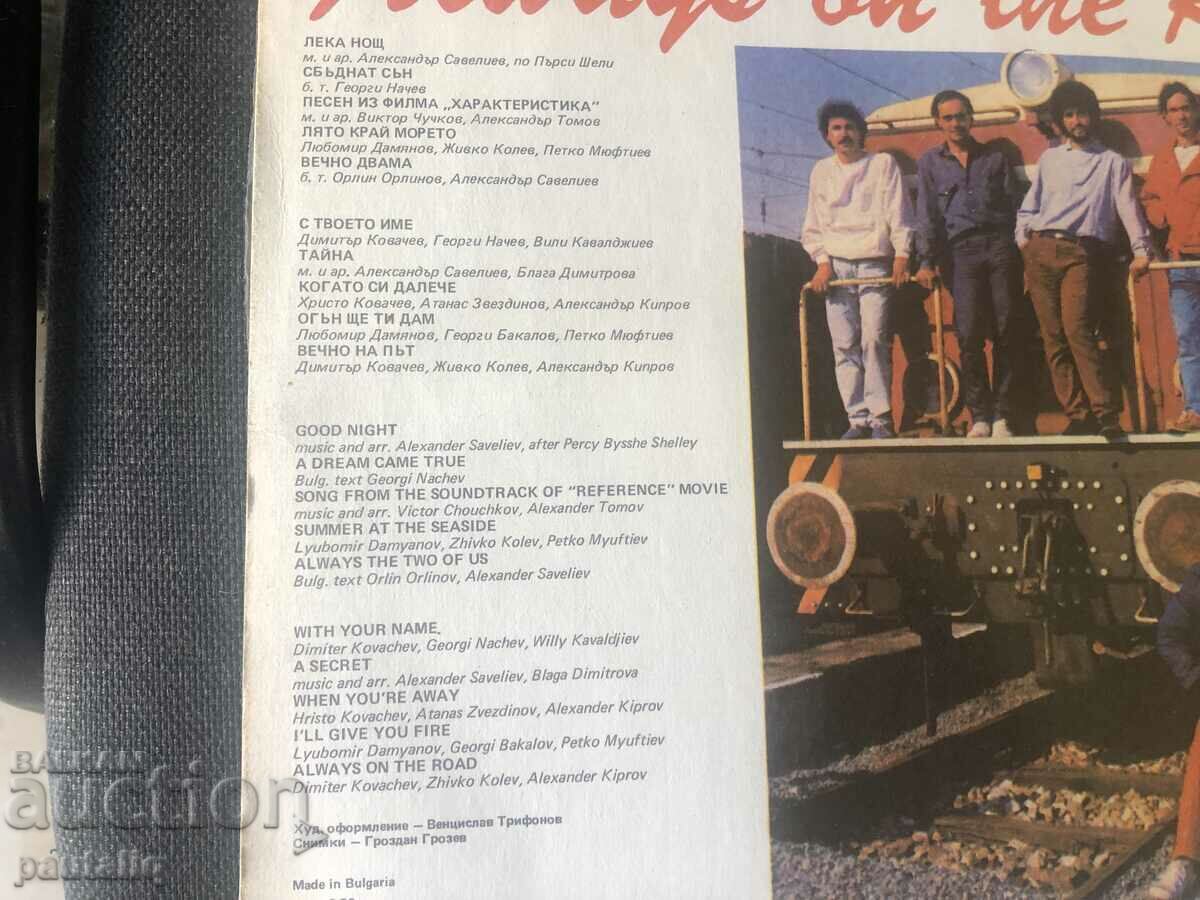 Always on the R
ЛЕКА НОЩ
м. и ар. Александър Савелиев, по Пърси Шели
СБЪДНАТ СЪН
б. т. Георги Начев
ПЕСЕН ИЗ ФИЛМА „ХАРАКТЕРИСТИКА“
м. и ар. Виктор Чучков, Александър Томов
ЛЯТО КРАЙ МОРЕТО
Любомир Дамянов, Живко Колев, Петко Мюфтиев
ВЕЧНО ДВАМА
б. т. Орлин Орлинов, Александър Савелиев
С ТВОЕТО ИМЕ
Димитър Ковачев, Георги Начев, Вили Кавалджиев
ТАЙНА
м. и ар. Александър Савелиев, Блага Димитрова
КОГАТО СИ ДАЛЕЧЕ
Христо Ковачев, Атанас Звездинов, Александър Кипров
ОГЪН ЩЕ ТИ ДАМ
Любомир Дамянов, Георги Бакалов, Петко Мюфтиев
ВЕЧНО НА ПЪТ
Димитър Ковачев, Живко Колев, Александър Кипров
GOOD NIGHT
music and arr. Alexander Saveliev, after Percy Bysshe Shelley
A DREAM CAME TRUE
Bulg. text Georgi Nachev
SONG FROM THE SOUNDTRACK OF “REFERENCE” MOVIE
music and arr. Victor Chouchkov, Alexander Tomov
SUMMER AT THE SEASIDE
Lyubomir Damyanov, Zhivko Kolev, Petko Myuftiev
ALWAYS THE TWO OF US
Bulg. text Orlin Orlinov, Alexander Saveliev
WITH YOUR NAME.
Dimiter Kovachev, Georgi Nachev, Willy Kavaldjiev
A SECRET
music and arr. Alexander Saveliev, Blaga Dimitrova
WHEN YOU'RE AWAY
Hristo Kovachev, Atanas Zvezdinov, Alexander Kiprov
I'LL GIVE YOU FIRE
Lyubomir Damyanov, Georgi Bakalov, Petko Myuftiev
ALWAYS ON THE ROAD
Dimiter Kovachev, Zhivko Kolev, Alexander Kiprov
Худ. оформление – Венцислав Трифонов
Снимки – Гроздан Грозев
Made in Bulgaria
BALKAN
auction
pautaliq